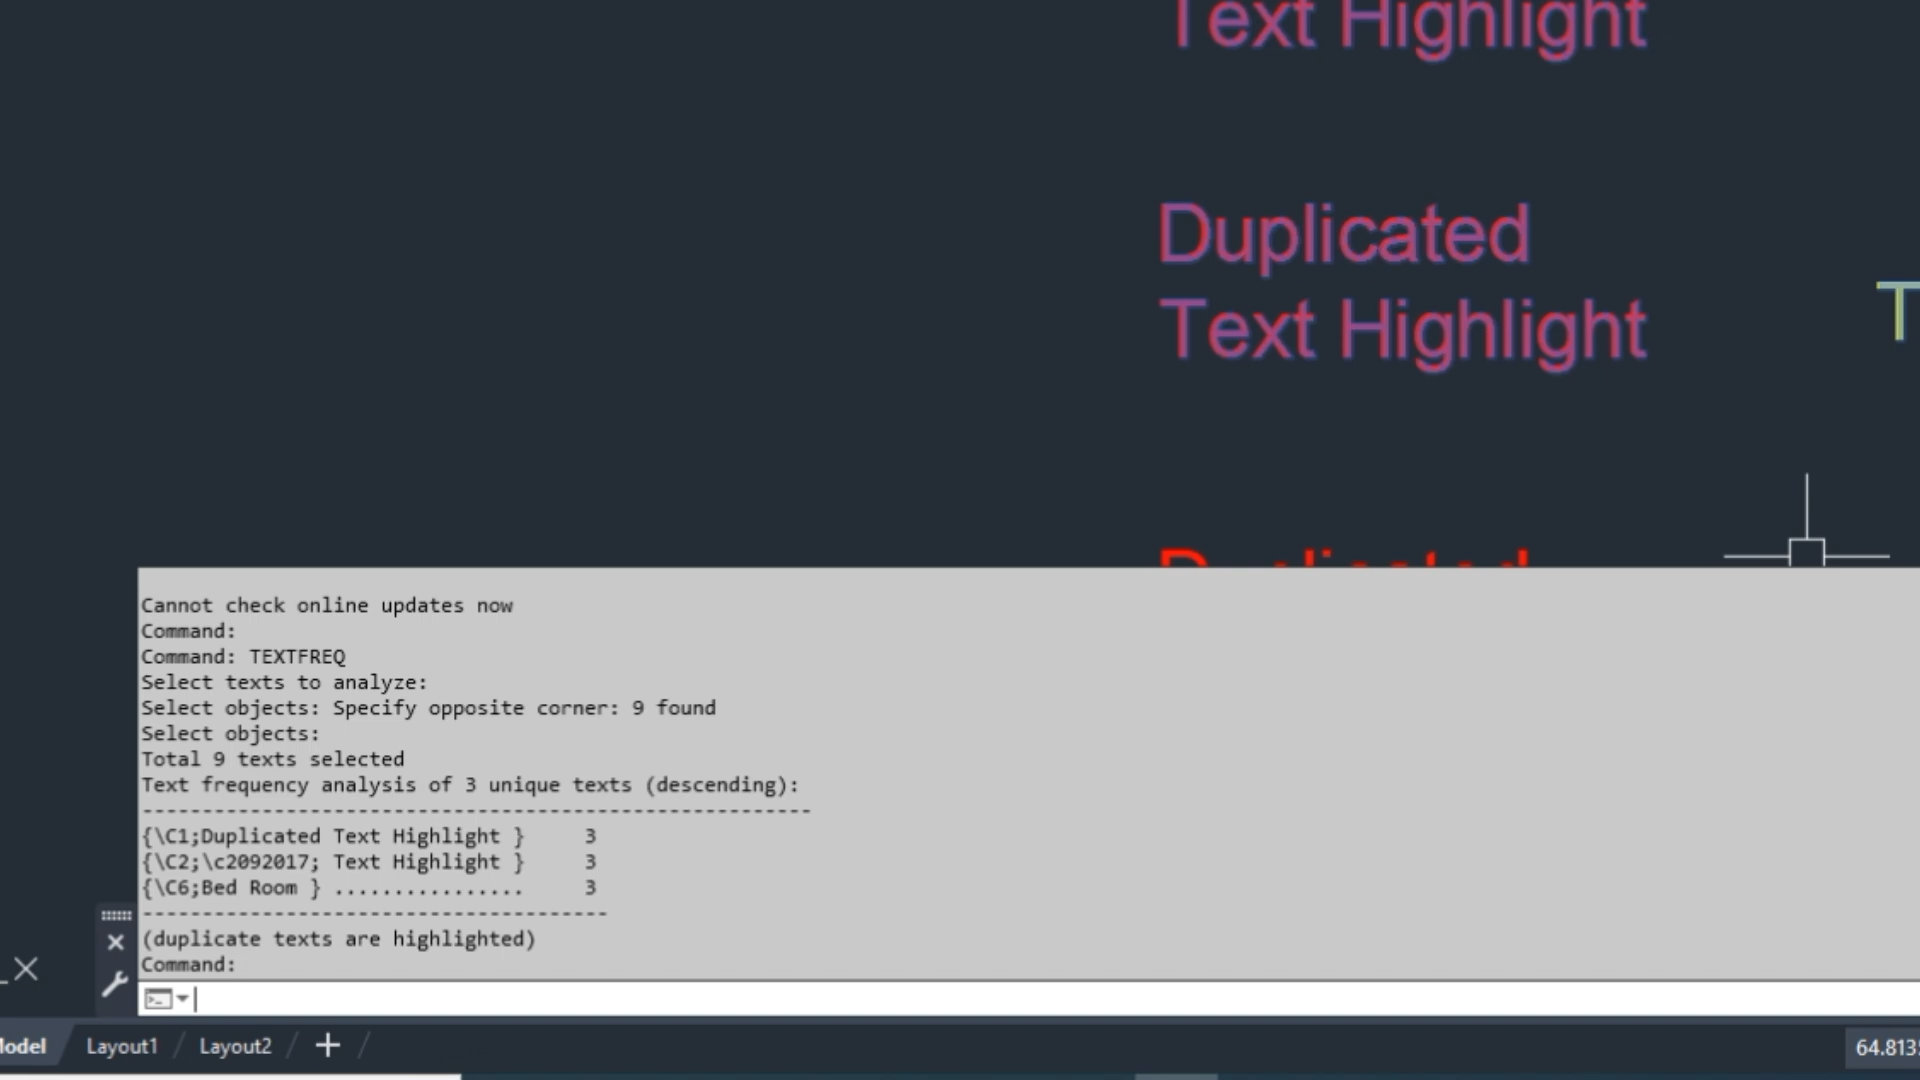 Text Highlight
Duplicated
Text Highlight
T
Duplicated
Cannot check online updates now
Command:
Command: TEXTFREQ
Select texts to analyze:
Select objects: Specify opposite corner: 9 found
Select objects:
Total 9 texts selected
Text frequency analysis of 3 unique texts (descending):
--------------------------------------------------------
{\C1;Duplicated Text Highlight } 3
{\C2;\c2092017; Text Highlight } 3
{\C6;Bed Room } ................ 3
---------------------------------------
(duplicate texts are highlighted)
Command:
Model Layout1 Layout2 +
64.813